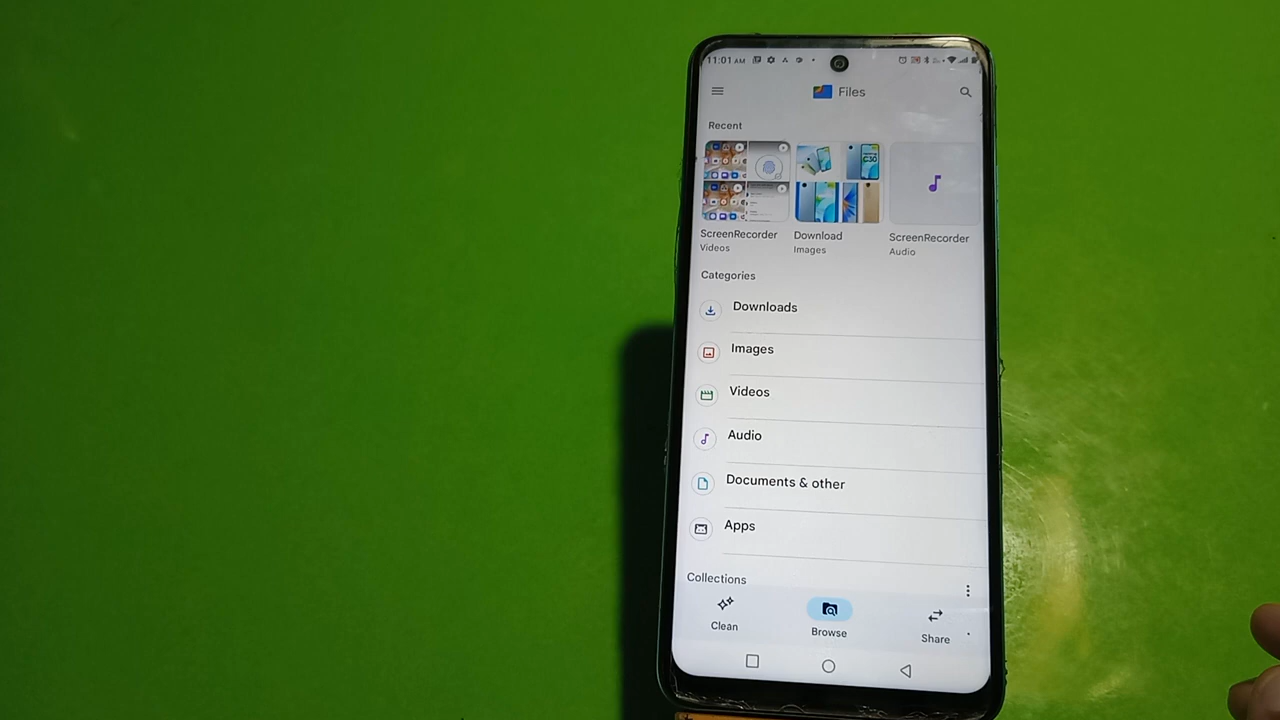 11:01 AM
Files
Recent
ScreenRecorder
Videos
Download
Images
ScreenRecorder
Audio
Categories
Downloads
Images
Videos
Audio
Documents & other
Apps
Collections
Clean
Browse
Share